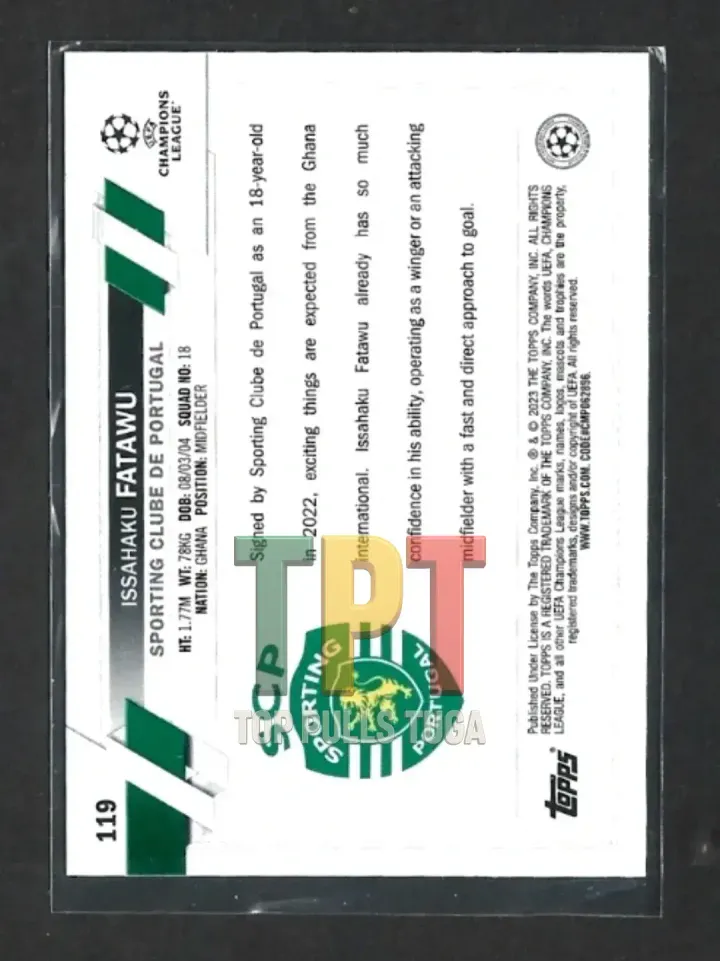 119
ISSAHAKU FATAWU
SPORTING CLUBE DE PORTUGAL
HT: 1.77M WT: 78KG DOB: 08/03/04 SQUAD NO: 18
NATION: GHANA POSITION: MIDFIELDER
UEFA
CHAMPIONS
LEAGUE
Signed by Sporting Clube de Portugal as an 18-year-old
in 2022, exciting things are expected from the Ghana
international. Issahaku Fatawu already has so much
confidence in his ability, operating as a winger or an attacking
midfielder with a fast and direct approach to goal.
SCP
SPORTING
PORTUGAL
TPT
TOP PULLS TUGA
topps
Published Under License by The Topps Company, Inc. ® & © 2023 THE TOPPS COMPANY, INC. ALL RIGHTS
RESERVED. TOPPS IS A REGISTERED TRADEMARK OF THE TOPPS COMPANY, INC. The words UEFA, CHAMPIONS
LEAGUE, and all other UEFA Champions League marks, names, logos, mascots and trophies are the property,
registered trademarks, designs and/or copyright of UEFA. All rights reserved.
WWW.TOPPS.COM. CODE#CMP062896.